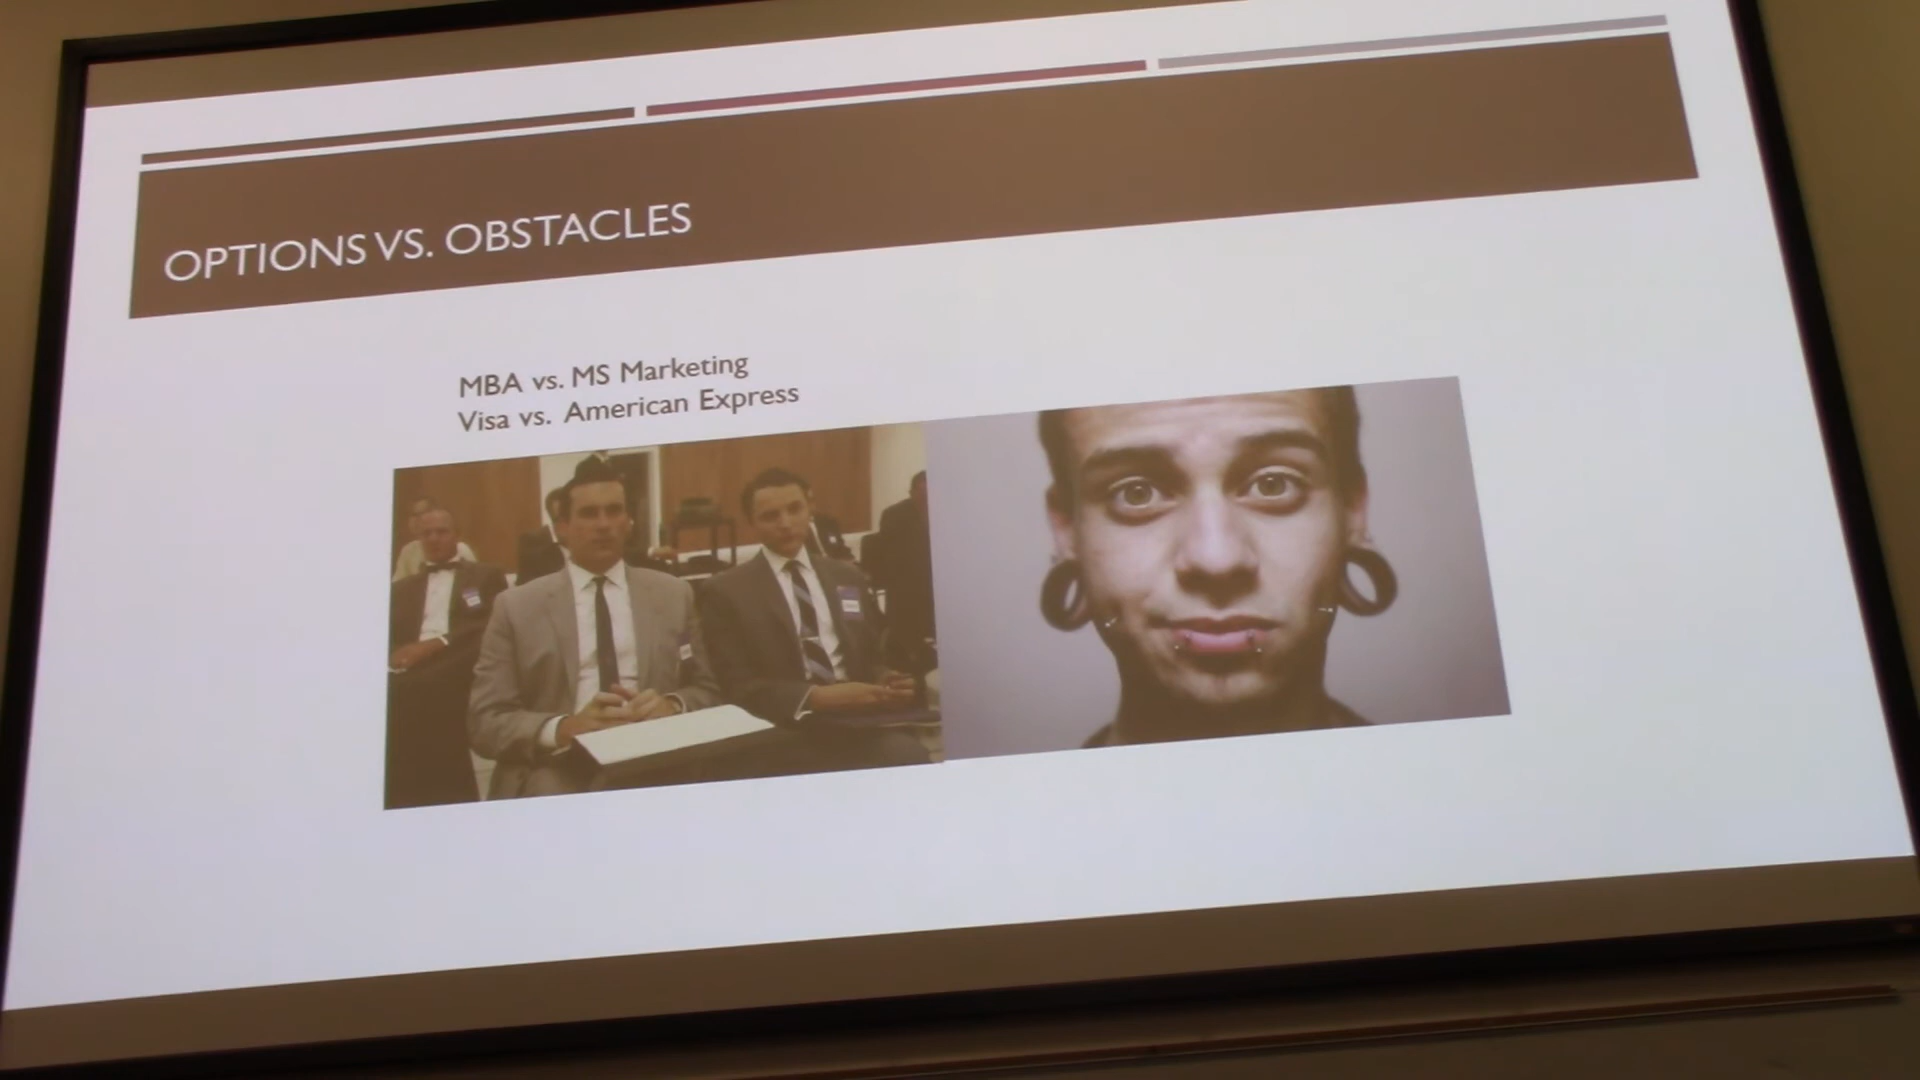 OPTIONS VS. OBSTACLES
MBA vs. MS Marketing
Visa vs. American Express